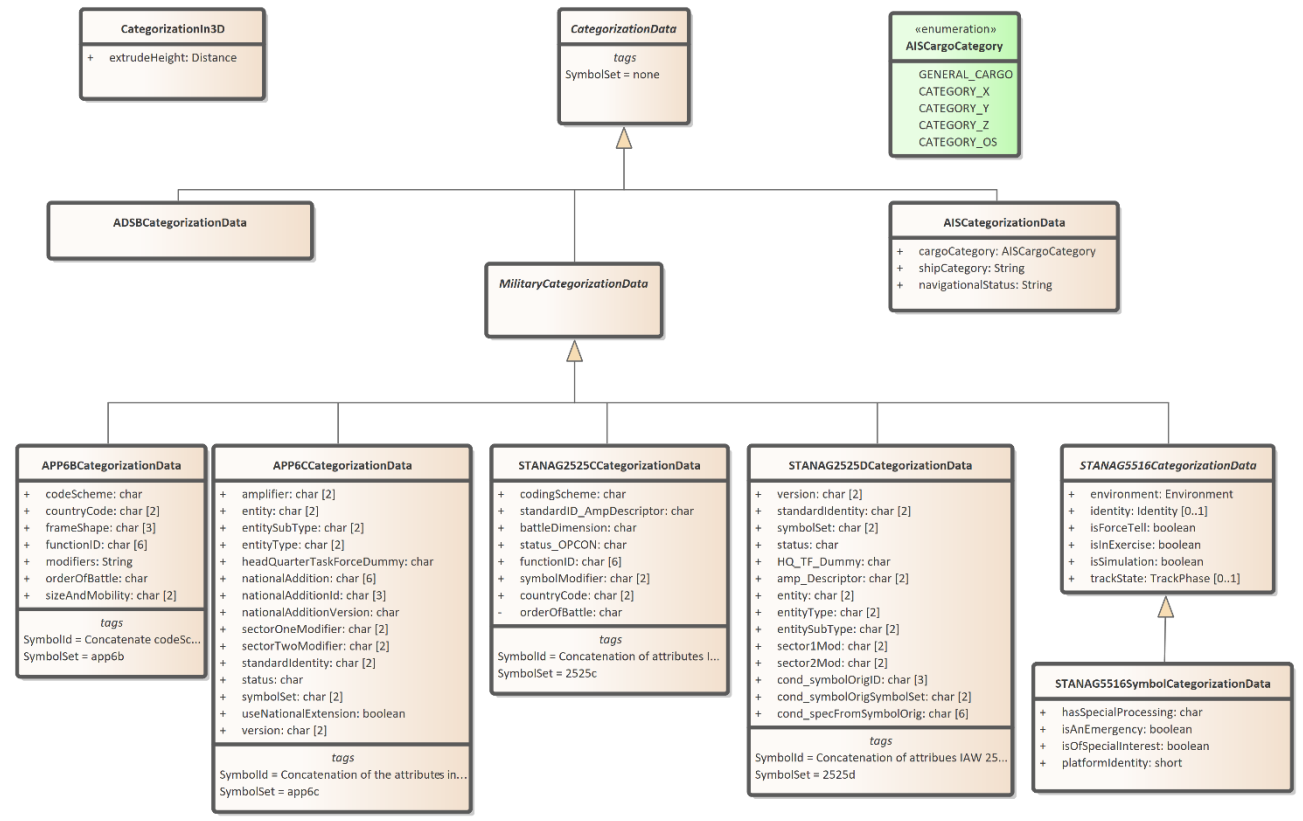 CategorizationIn3D
+ extrudeHeight: Distance
CategorizationData
tags
SymbolSet = none
«enumeration»
AISCargoCategory
GENERAL_CARGO
CATEGORY_X
CATEGORY_Y
CATEGORY_Z
CATEGORY_OS
ADSBCategorizationData
MilitaryCategorizationData
AISCategorizationData
+ cargoCategory: AISCargoCategory
+ shipCategory: String
+ navigationalStatus: String
APP6BCategorizationData
+ codeScheme: char
+ countryCode: char [2]
+ frameShape: char [3]
+ functionID: char [6]
+ modifiers: String
+ orderOfBattle: char
+ sizeAndMobility: char [2]
tags
SymbolId = Concatenate codeSc...
SymbolSet = app6b
APP6CCategorizationData
+ amplifier: char [2]
+ entity: char [2]
+ entitySubType: char [2]
+ entityType: char [2]
+ headQuarterTaskForceDummy: char
+ nationalAddition: char [6]
+ nationalAdditionId: char [3]
+ nationalAdditionVersion: char
+ sectorOneModifier: char [2]
+ sectorTwoModifier: char [2]
+ standardIdentity: char [2]
+ status: char
+ symbolSet: char [2]
+ useNationalExtension: boolean
+ version: char [2]
tags
SymbolId = Concatenation of the attributes in...
SymbolSet = app6c
STANAG2525CCategorizationData
+ codingScheme: char
+ standardID_AmpDescriptor: char
+ battleDimension: char
+ status_OPCON: char
+ functionID: char [6]
+ symbolModifier: char [2]
+ countryCode: char [2]
- orderOfBattle: char
tags
SymbolId = Concatenation of attributes I...
SymbolSet = 2525c
STANAG2525DCategorizationData
+ version: char [2]
+ standardIdentity: char [2]
+ symbolSet: char [2]
+ status: char
+ HQ_TF_Dummy: char
+ amp_Descriptor: char [2]
+ entity: char [2]
+ entityType: char [2]
+ entitySubType: char [2]
+ sector1Mod: char [2]
+ sector2Mod: char [2]
+ cond_symbolOrigID: char [3]
+ cond_symbolOrigSymbolSet: char [2]
+ cond_specFromSymbolOrig: char [6]
tags
SymbolId = Concatenation of attribues IAW 25...
SymbolSet = 2525d
STANAG5516CategorizationData
+ environment: Environment
+ identity: Identity [0..1]
+ isForceTell: boolean
+ isInExercise: boolean
+ isSimulation: boolean
+ trackState: TrackPhase [0..1]
STANAG5516SymbolCategorizationData
+ hasSpecialProcessing: char
+ isAnEmergency: boolean
+ isOfSpecialInterest: boolean
+ platformIdentity: short